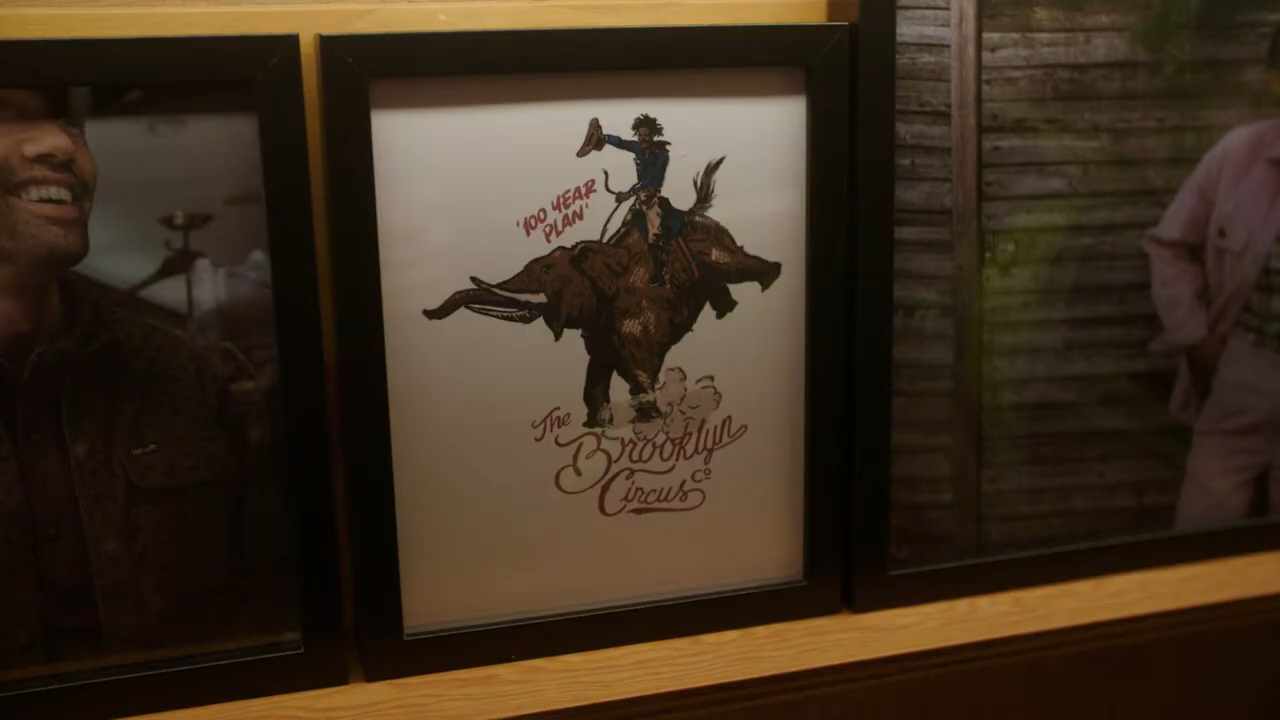 '100 YEAR
PLAN'
The
Brooklyn
Circus Cº